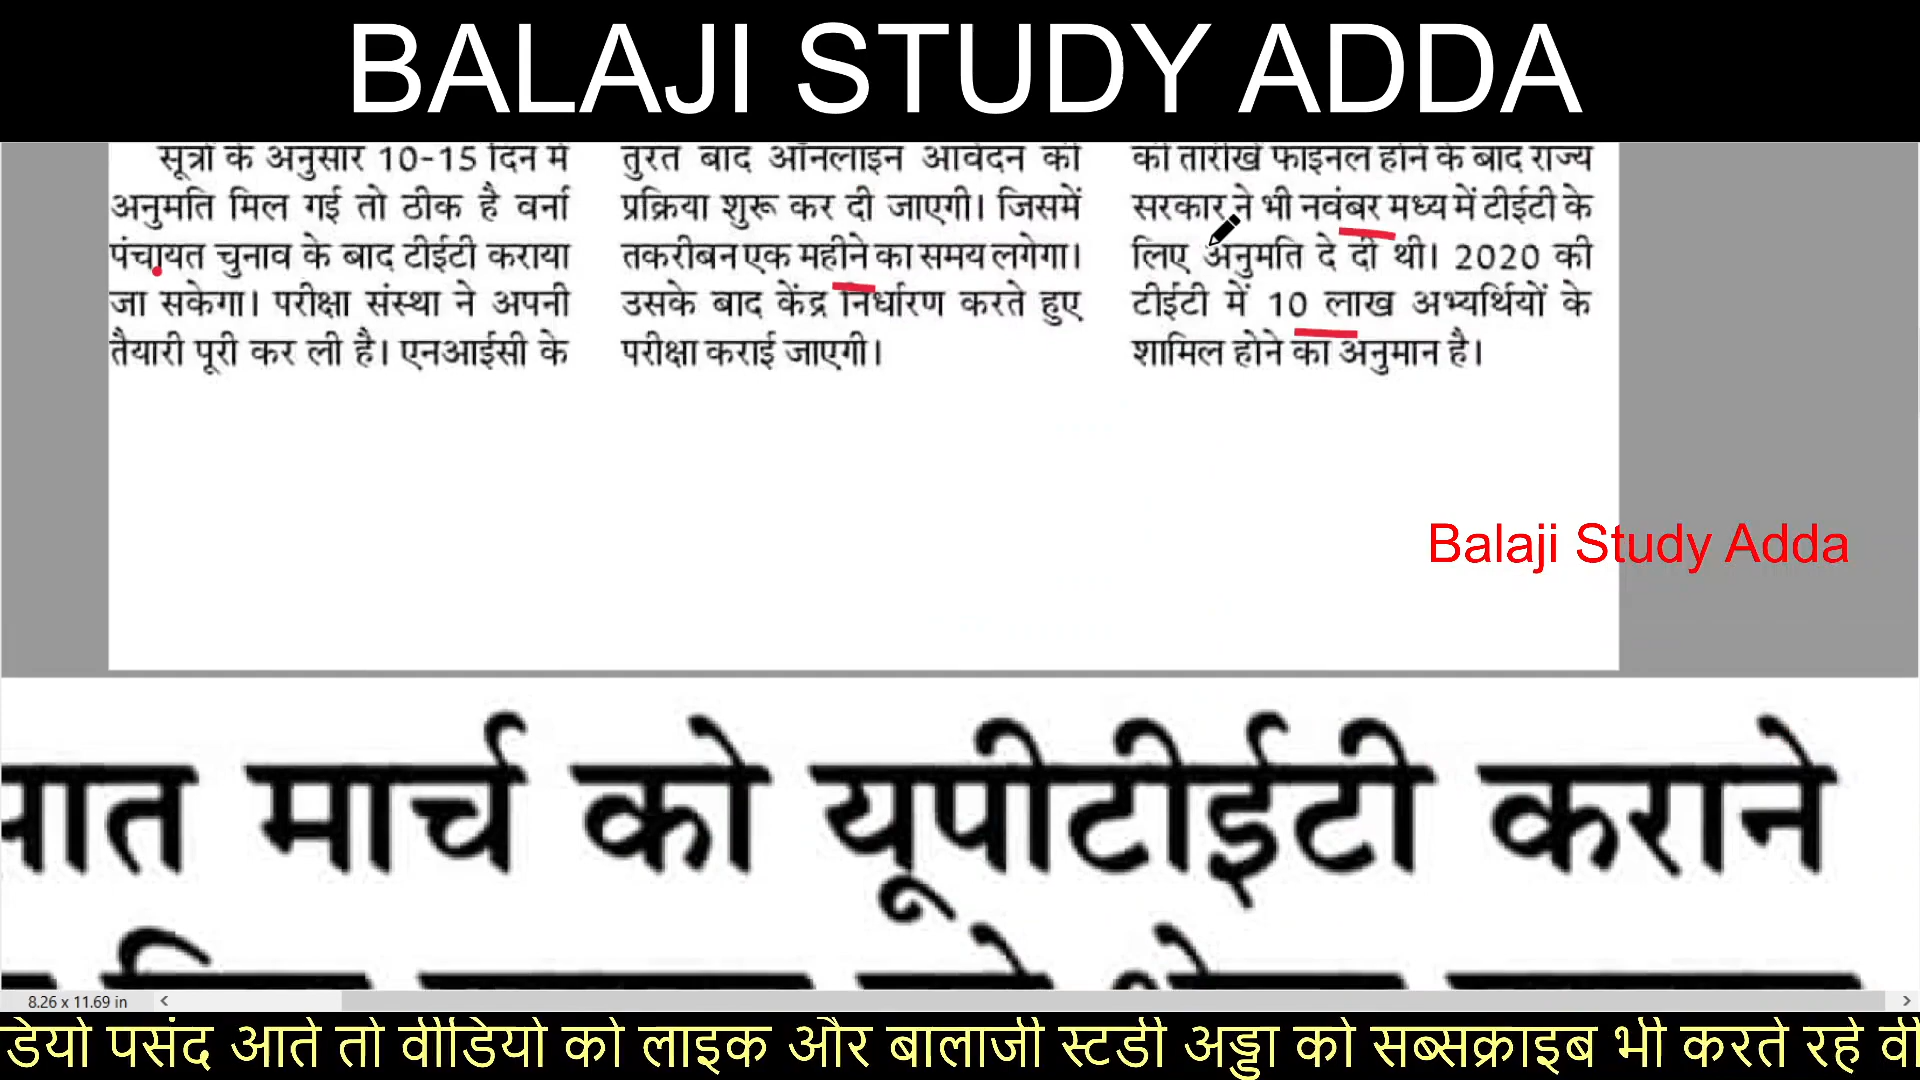 BALAJI STUDY ADDA
सूत्रों के अनुसार 10-15 दिन में
अनुमति मिल गई तो ठीक है वर्ना
पंचायत चुनाव के बाद टीईटी कराया
जा सकेगा। परीक्षा संस्था ने अपनी
तैयारी पूरी कर ली है। एनआईसी के
तुरंत बाद ऑनलाइन आवेदन की
प्रक्रिया शुरू कर दी जाएगी। जिसमें
तकरीबन एक महीने का समय लगेगा।
उसके बाद केंद्र निर्धारण करते हुए
परीक्षा कराई जाएगी।
की तारीखें फाइनल होने के बाद राज्य
सरकार ने भी नवंबर मध्य में टीईटी के
लिए अनुमति दे दी थी। 2020 की
टीईटी में 10 लाख अभ्यर्थियों के
शामिल होने का अनुमान है।
Balaji Study Adda
मार्च को यूपीटीईटी कराने
8.26 x 11.69 in
पसंद आते तो वीडियो को लाइक और बालाजी स्टडी अड्डा को सब्सक्राइब भी करते रहे